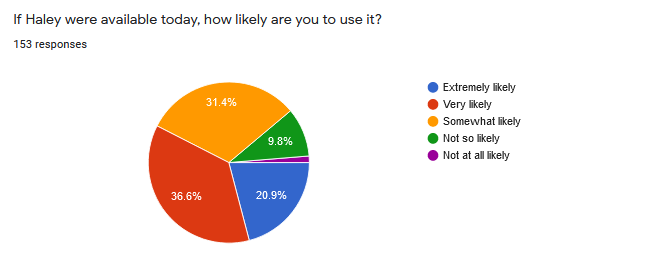 If Haley were available today, how likely are you to use it?
153 responses
31.4%
9.8%
36.6%
20.9%
Extremely likely
Very likely
Somewhat likely
Not so likely
Not at all likely